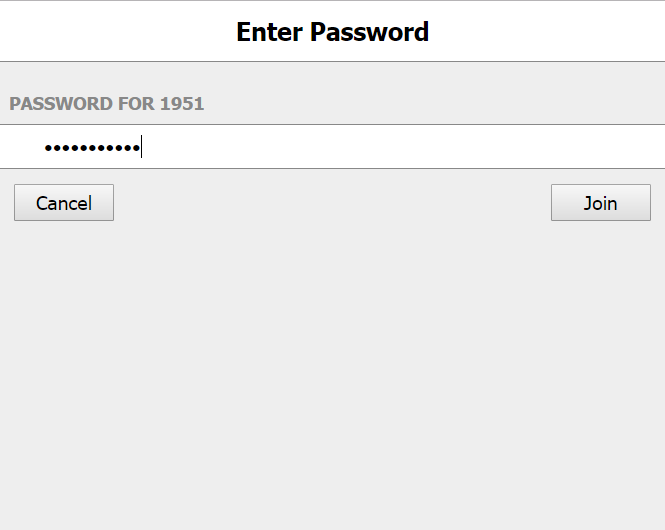 Enter Password
PASSWORD FOR 1951
•••••••••••
Cancel
Join